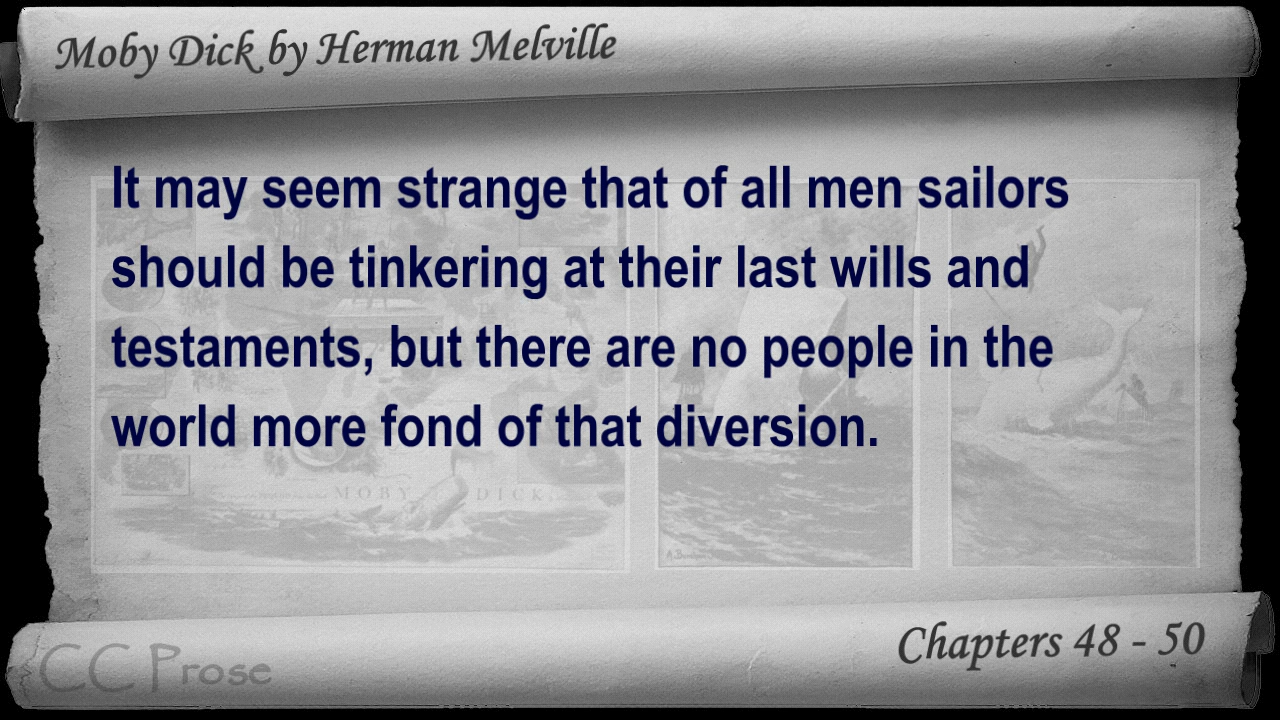 Moby Dick by Herman Melville
It may seem strange that of all men sailors
should be tinkering at their last wills and
testaments, but there are no people in the
world more fond of that diversion.
MOBY DICK
Chapters 48 - 50
CC Prose